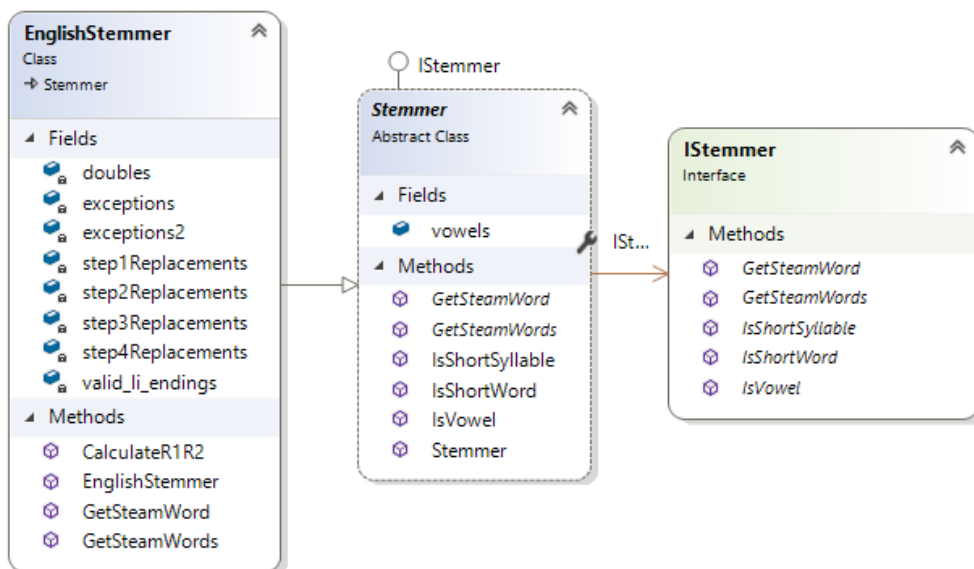 EnglishStemmer
Class
Stemmer
Fields
doubles
exceptions
exceptions2
step1Replacements
step2Replacements
step3Replacements
step4Replacements
valid_li_endings
Methods
CalculateR1R2
EnglishStemmer
GetSteamWord
GetSteamWords
IStemmer
Stemmer
Abstract Class
Fields
vowels
Methods
GetSteamWord
GetSteamWords
IsShortSyllable
IsShortWord
IsVowel
Stemmer
ISt...
IStemmer
Interface
Methods
GetSteamWord
GetSteamWords
IsShortSyllable
IsShortWord
IsVowel